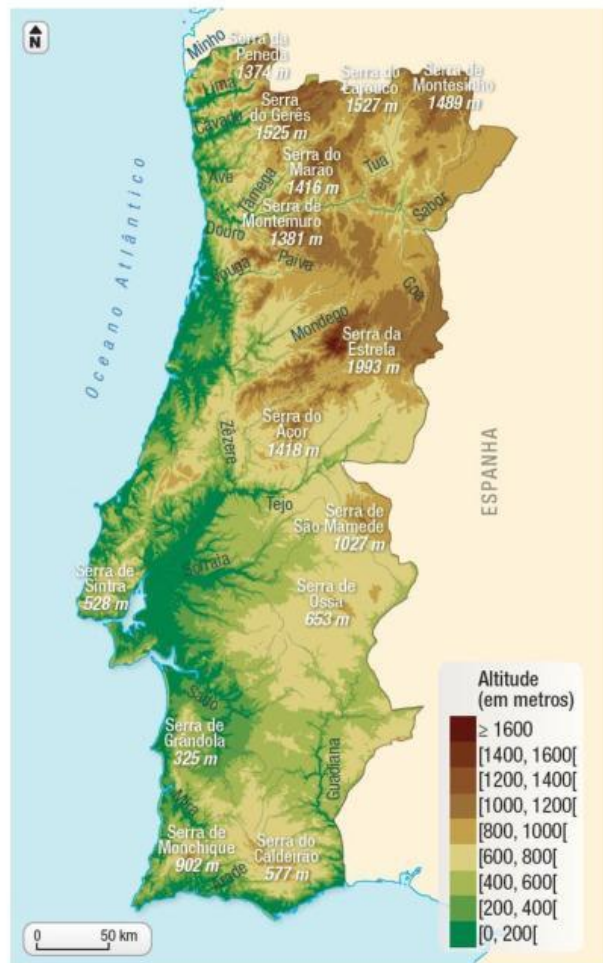 N
Minho
Serra da
Peneda
1374 m
Lima
Serra do
Larouco
1527 m
Serra de
Montesinho
1489 m
Serra
do Gerês
1525 m
Cávado
Serra do
Marão
1416 m
Tua
Ave
Tâmega
Sabor
Serra de
Montemuro
1381 m
Douro
Paiva
Vouga
Coa
Mondego
Serra da
Estrela
1993 m
Oceano Atlântico
Serra do
Açor
1418 m
Zêzere
ESPANHA
Tejo
Serra de
São Mamede
1027 m
Sorraia
Serra de
Sintra
528 m
Serra de
Ossa
653 m
Sado
Serra de
Grândola
325 m
Guadiana
Mira
Serra de
Monchique
902 m
Serra do
Caldeirão
577 m
Arade
Altitude
(em metros)
≥ 1600
[1400, 1600[
[1200, 1400[
[1000, 1200[
[800, 1000[
[600, 800[
[400, 600[
[200, 400[
[0, 200[
0 50 km